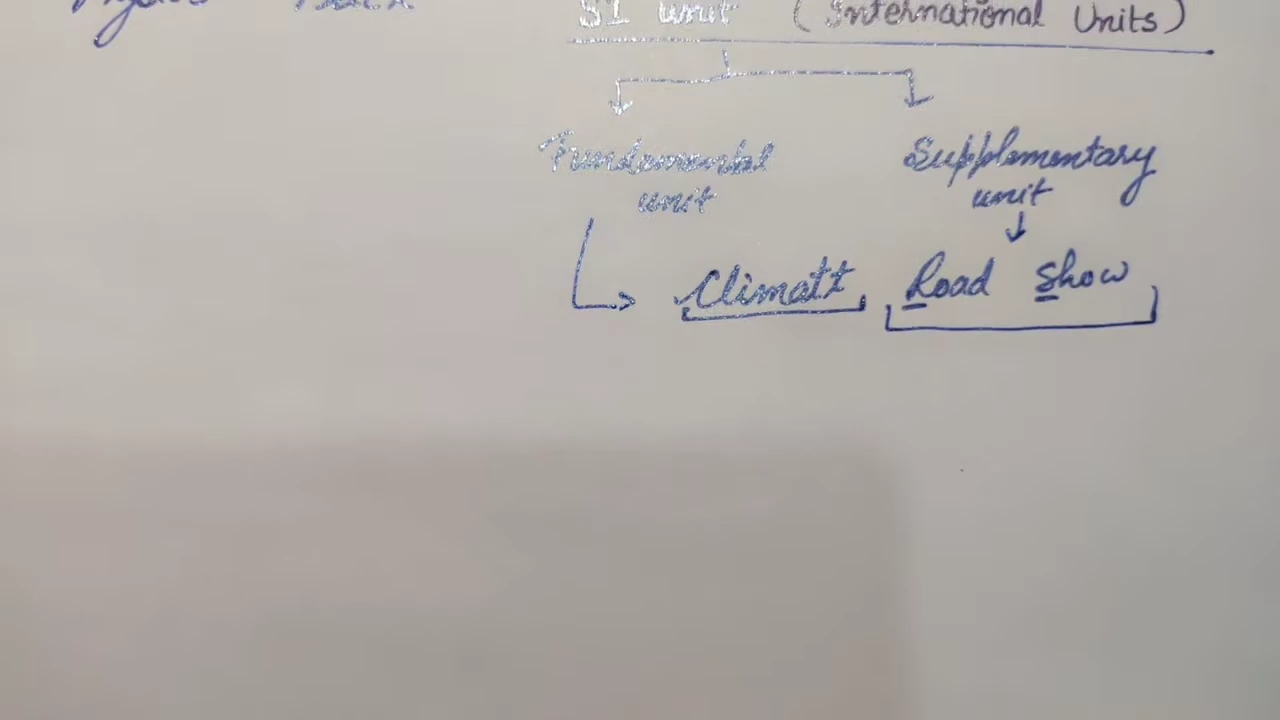 SI unit (International Units)
Fundamental unit
Supplementary unit
Climatt Road Show